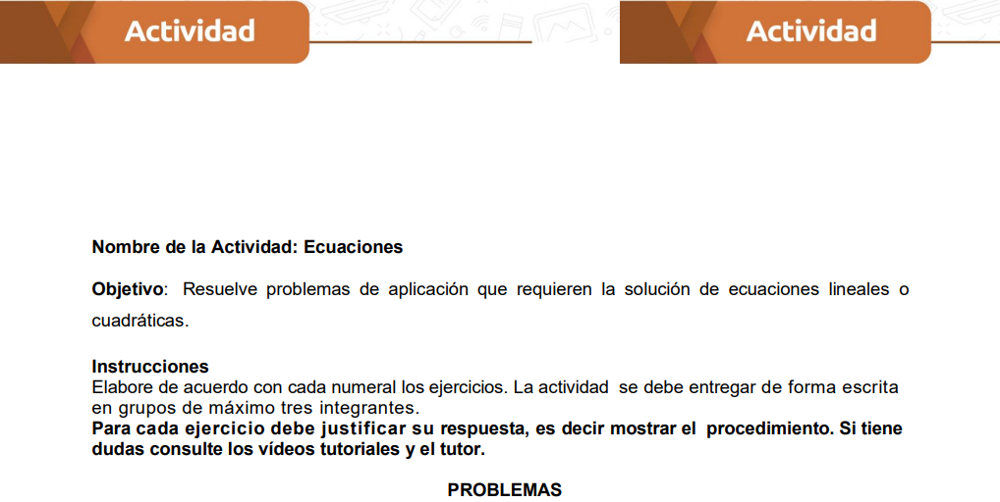 Actividad
Actividad
Nombre de la Actividad: Ecuaciones
Objetivo: Resuelve problemas de aplicación que requieren la solución de ecuaciones lineales o
cuadráticas.
Instrucciones
Elabore de acuerdo con cada numeral los ejercicios. La actividad se debe entregar de forma escrita
en grupos de máximo tres integrantes.
Para cada ejercicio debe justificar su respuesta, es decir mostrar el procedimiento. Si tiene
dudas consulte los vídeos tutoriales y el tutor.
PROBLEMAS